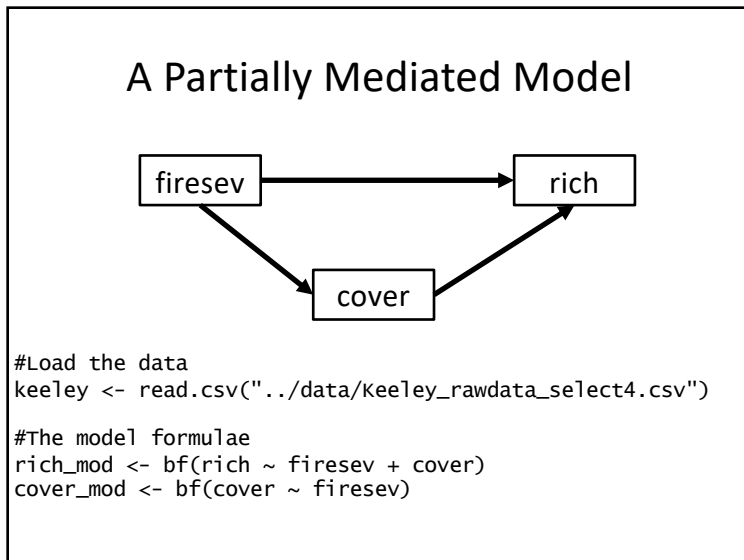 A Partially Mediated Model
firesev
rich
cover
#Load the data
keeley <- read.csv("../data/Keeley_rawdata_select4.csv")
#The model formulae
rich_mod <- bf(rich ~ firesev + cover)
cover_mod <- bf(cover ~ firesev)